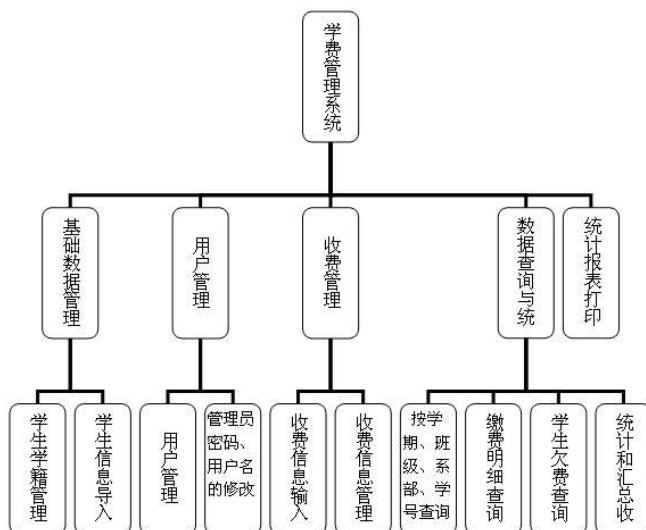 学费管理系统
基础数据管理
用户管理
收费管理
数据查询与统
统计报表打印
学生学籍管理
学生信息导入
用户管理
管理员
密码、
用户名
的修改
收费信息输入
收费信息管理
按学
期、班
级、系
部、学
号查询
缴费明细查询
学生欠费查询
统计和汇总收